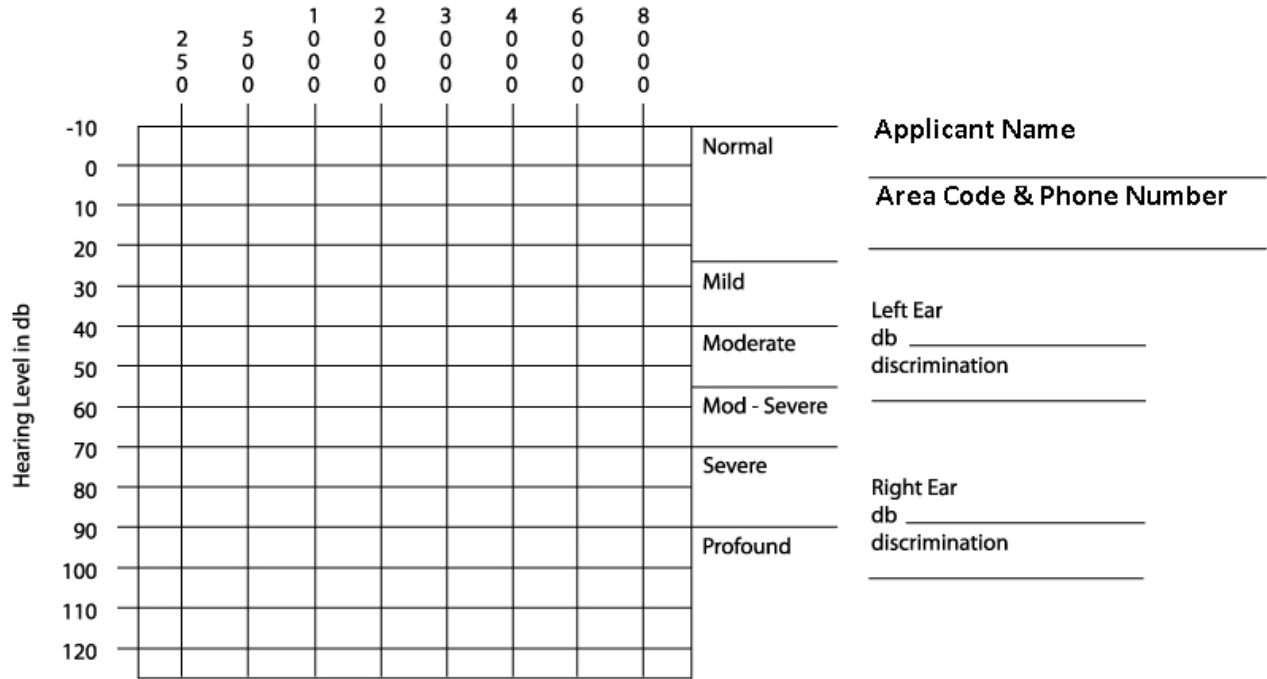 250 500 1000 2000 3000 4000 6000 8000
-10
0
10
20
30
40
50
60
70
80
90
100
110
120
Hearing Level in db
Normal
Mild
Moderate
Mod - Severe
Severe
Profound
Applicant Name
Area Code & Phone Number
Left Ear
db
discrimination
Right Ear
db
discrimination